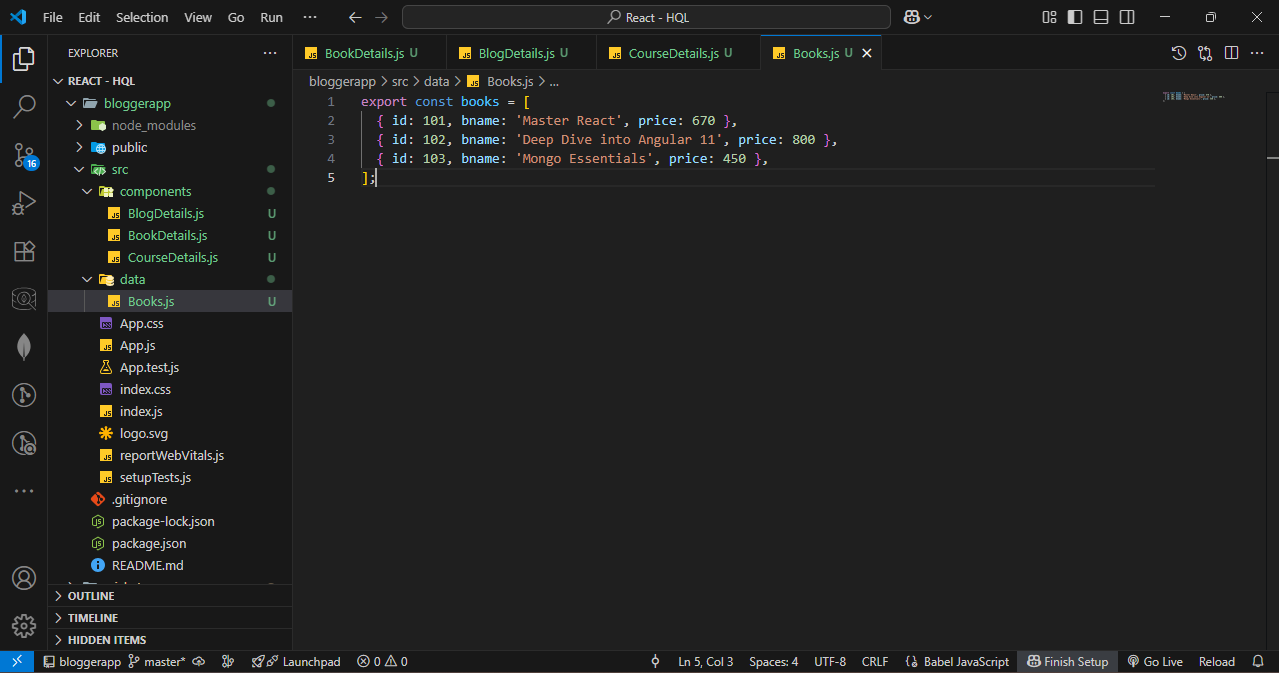 File Edit Selection View Go Run ··· React - HQL
EXPLORER ···
REACT - HQL
bloggerapp
node_modules
public
src
components
BlogDetails.js U
BookDetails.js U
CourseDetails.js U
data
Books.js U
App.css
App.js
App.test.js
index.css
index.js
logo.svg
reportWebVitals.js
setupTests.js
.gitignore
package-lock.json
package.json
README.md
OUTLINE
TIMELINE
HIDDEN ITEMS
16
BookDetails.js U BlogDetails.js U CourseDetails.js U Books.js U
bloggerapp > src > data > Books.js > ...
1 export const books = [
2 { id: 101, bname: 'Master React', price: 670 },
3 { id: 102, bname: 'Deep Dive into Angular 11', price: 800 },
4 { id: 103, bname: 'Mongo Essentials', price: 450 },
5 ];
bloggerapp master* Launchpad 0 0 Ln 5, Col 3 Spaces: 4 UTF-8 CRLF Babel JavaScript Finish Setup Go Live Reload